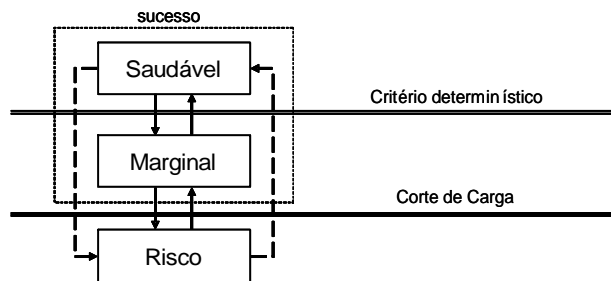 sucesso
Saudável
Critério determinístico
Marginal
Corte de Carga
Risco